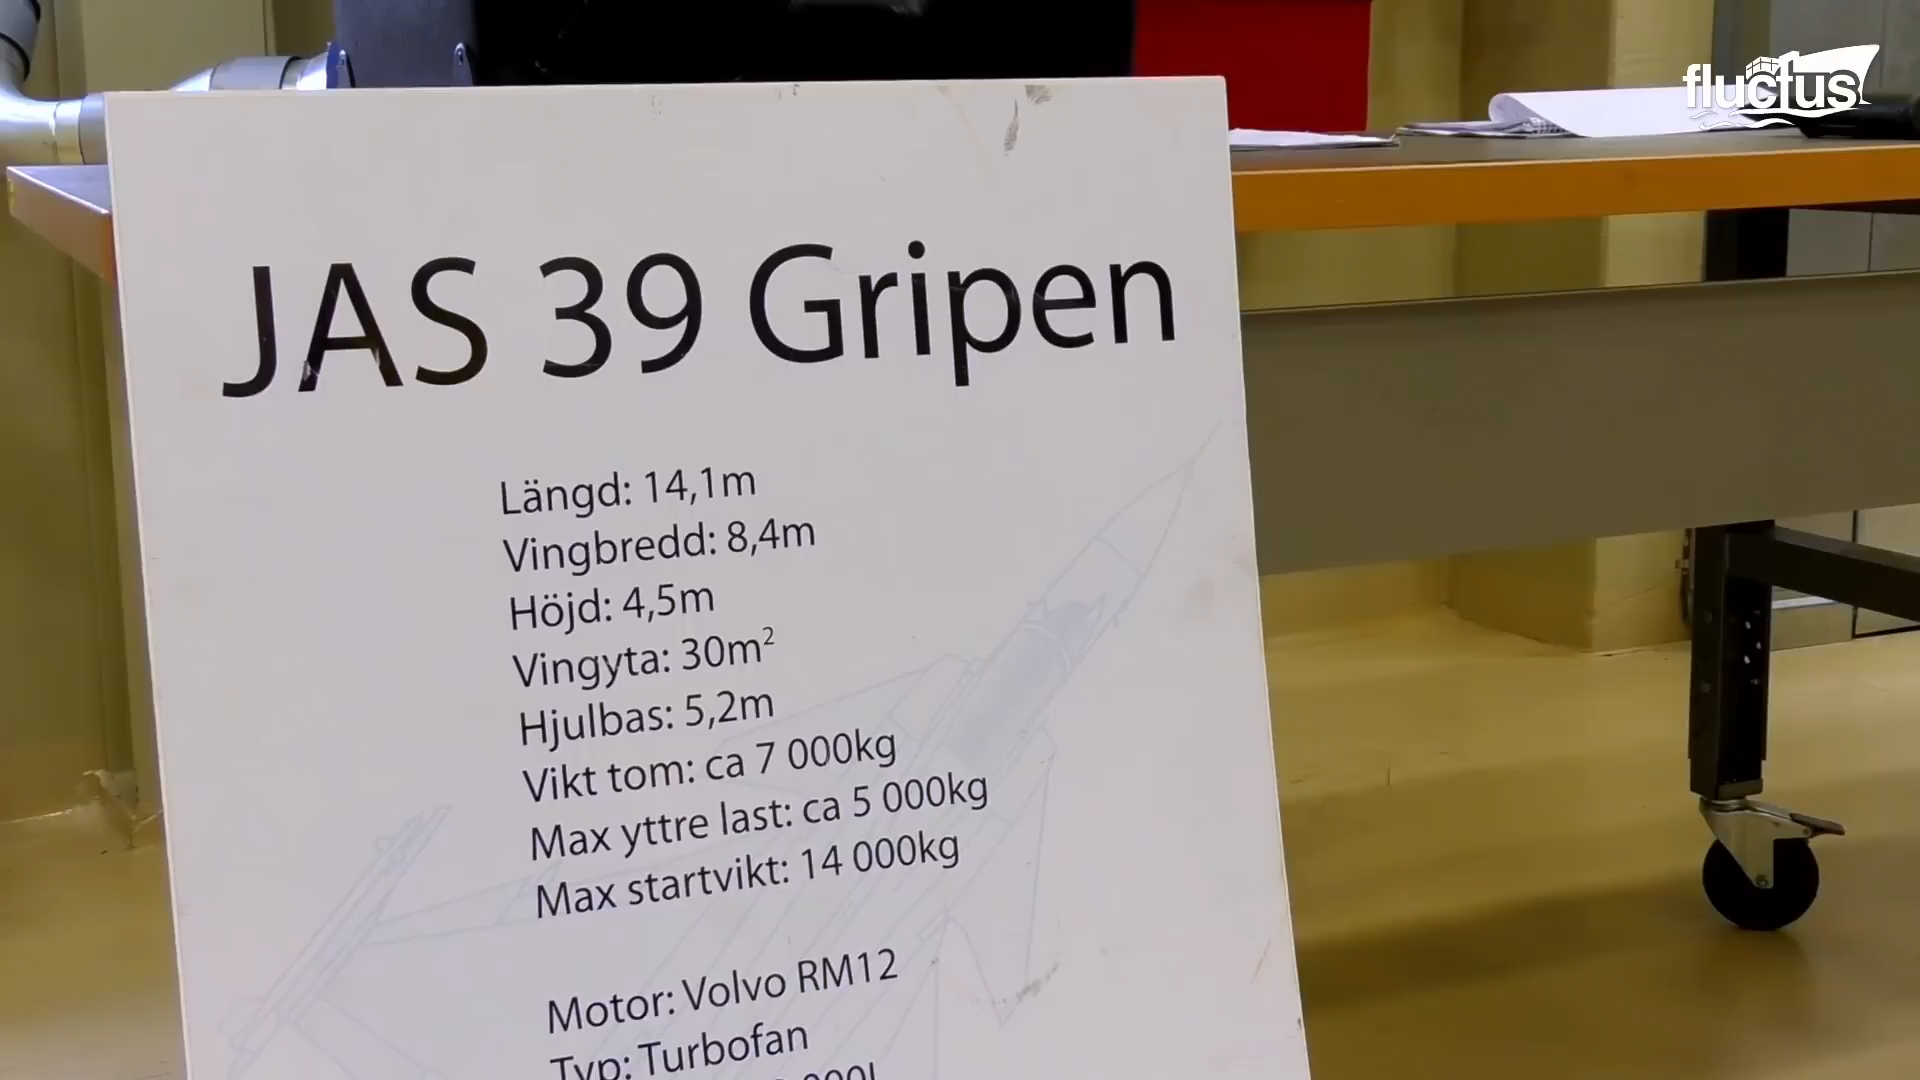 fluctus
JAS 39 Gripen
Längd: 14,1m
Vingbredd: 8,4m
Höjd: 4,5m
Vingyta: 30m²
Hjulbas: 5,2m
Vikt tom: ca 7 000kg
Max yttre last: ca 5 000kg
Max startvikt: 14 000kg
Motor: Volvo RM12
Typ: Turbofan